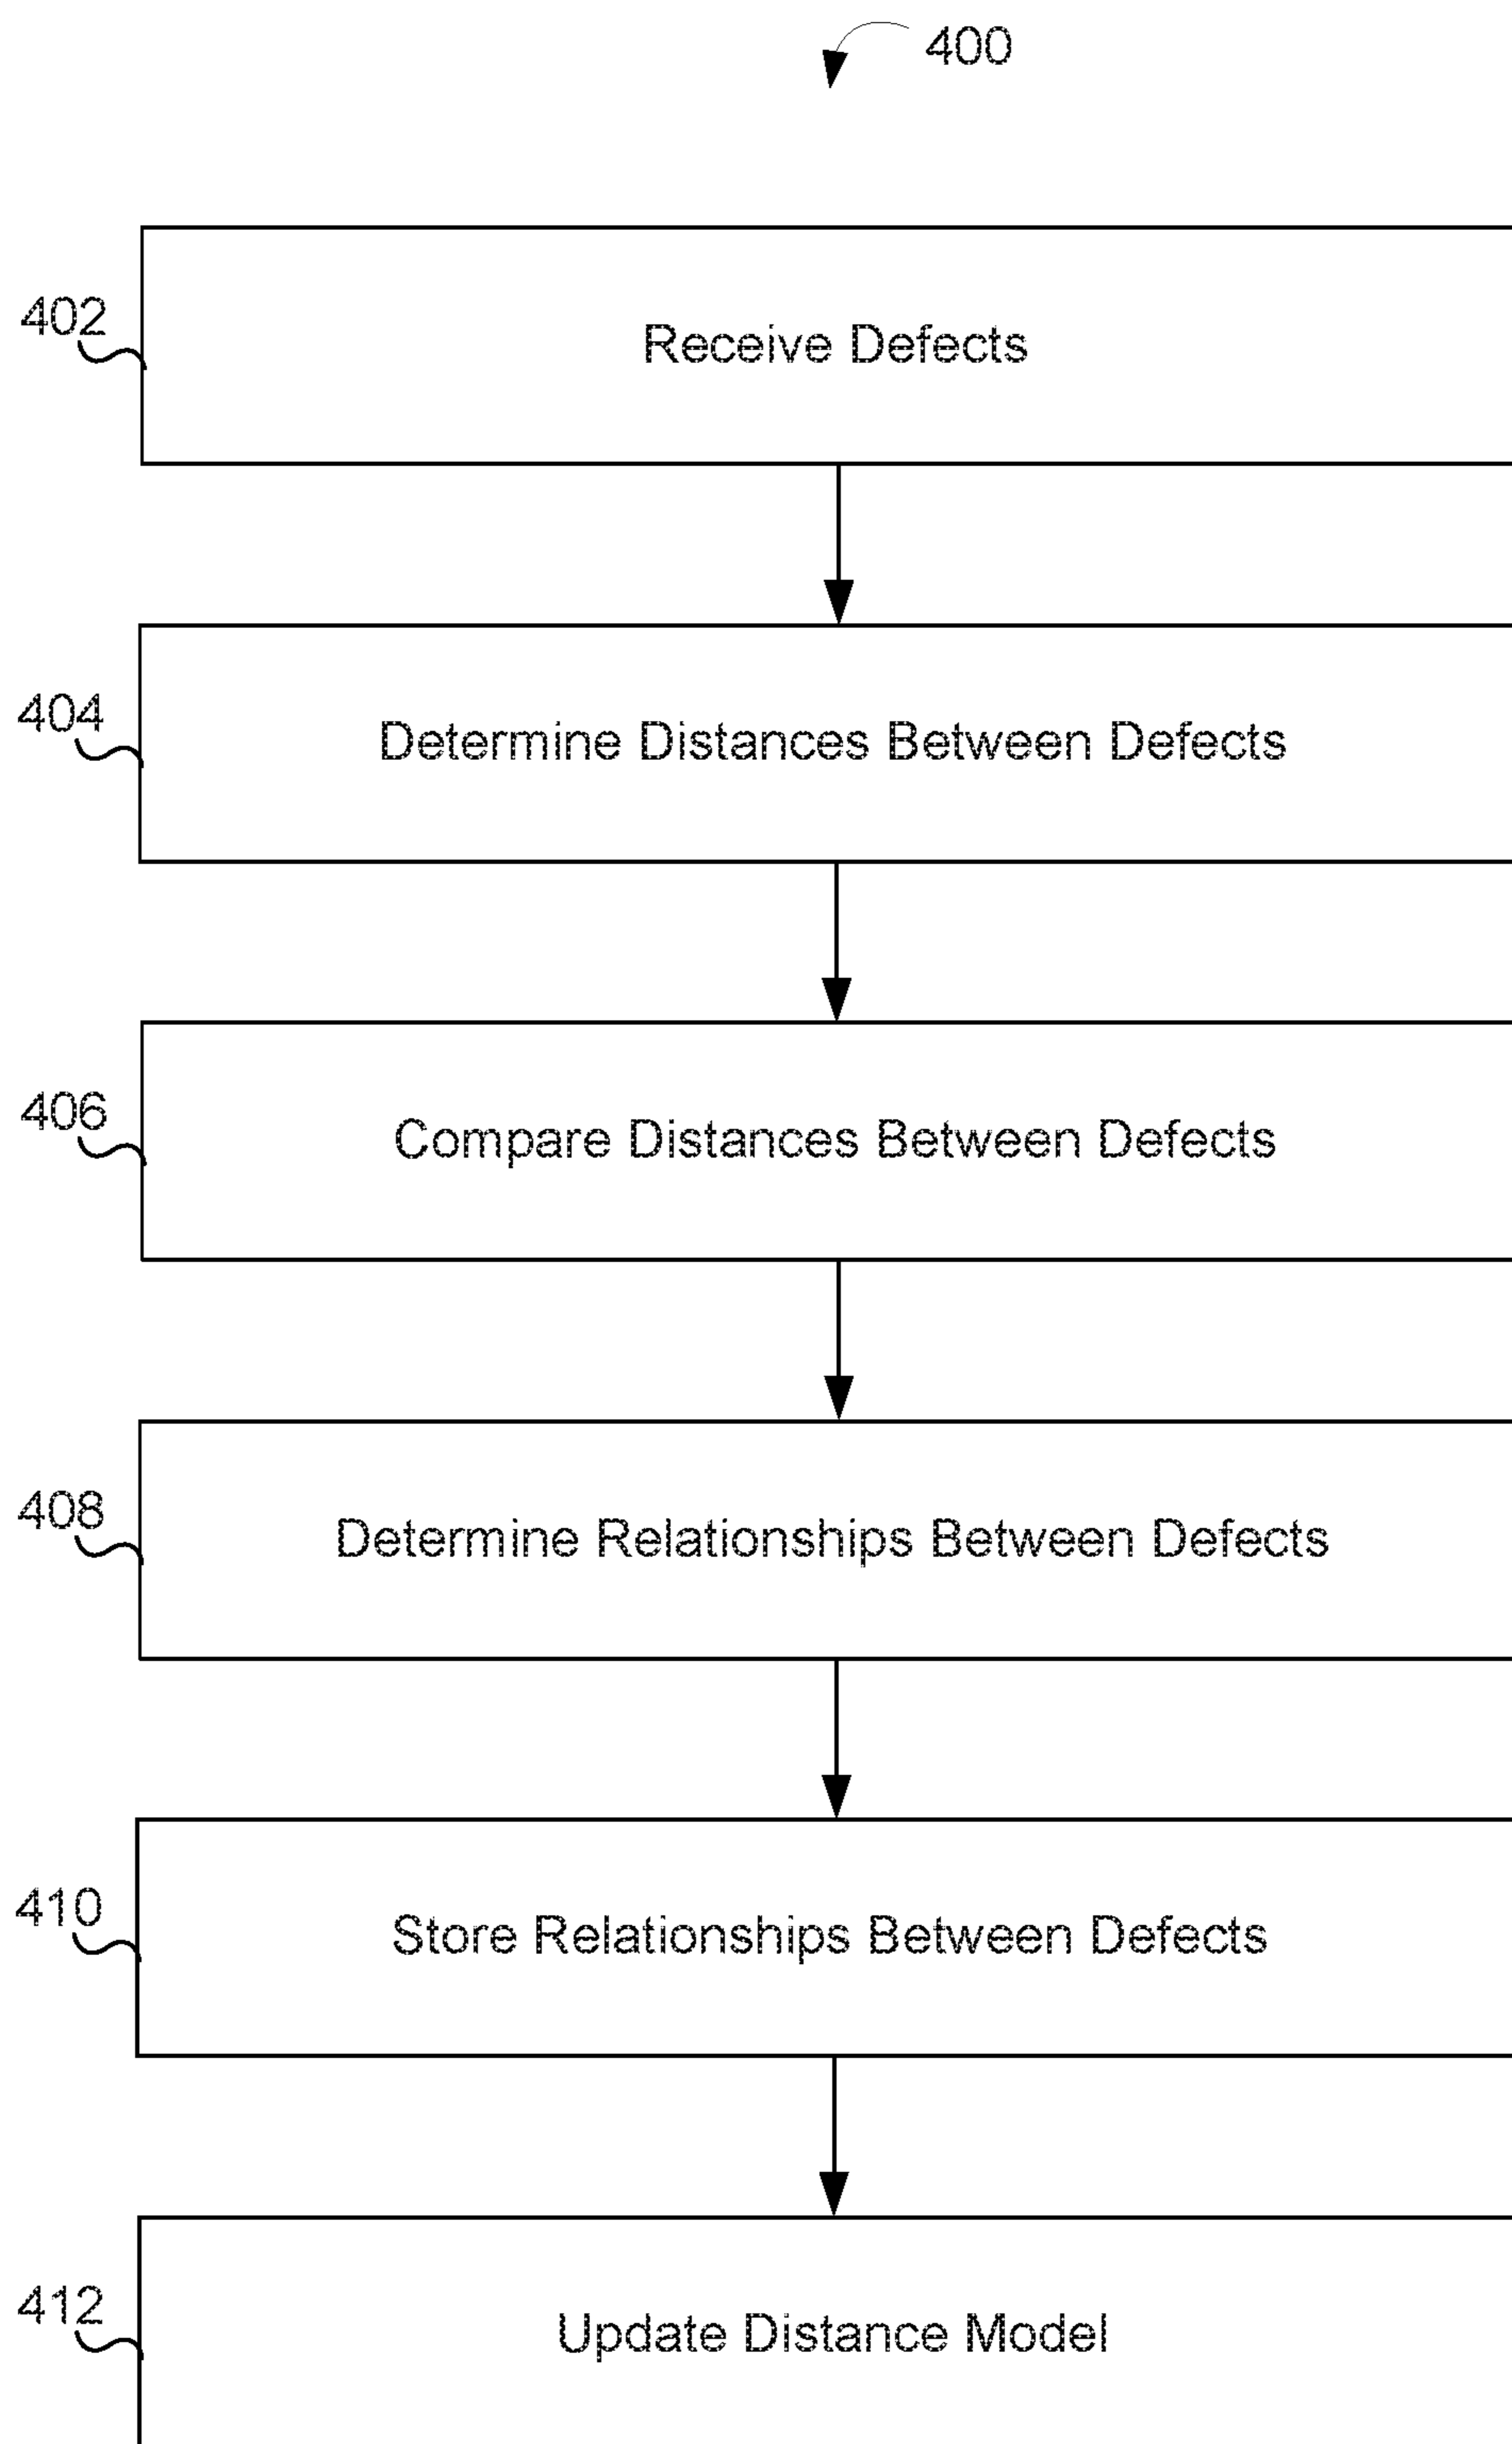 400
402
Receive Defects
404
Determine Distances Between Defects
406
Compare Distances Between Defects
408
Determine Relationships Between Defects
410
Store Relationships Between Defects
412
Update Distance Model